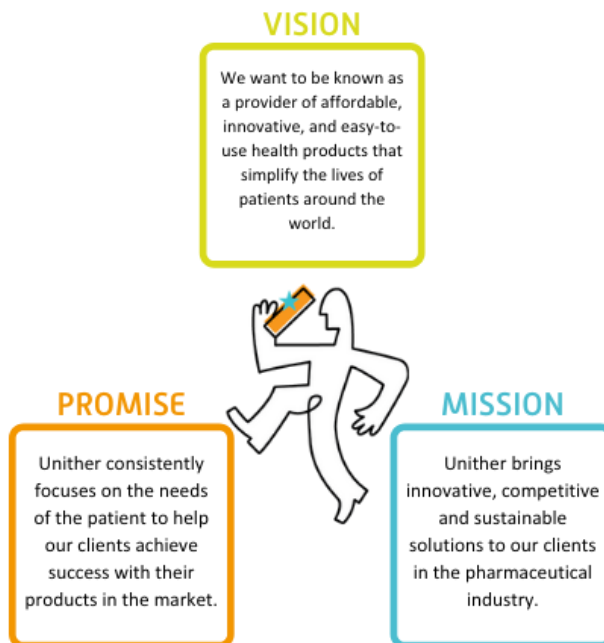 VISION
We want to be known as
a provider of affordable,
innovative, and easy-to-
use health products that
simplify the lives of
patients around the
world.
PROMISE
Unither consistently
focuses on the needs
of the patient to help
our clients achieve
success with their
products in the market.
MISSION
Unither brings
innovative, competitive
and sustainable
solutions to our clients
in the pharmaceutical
industry.